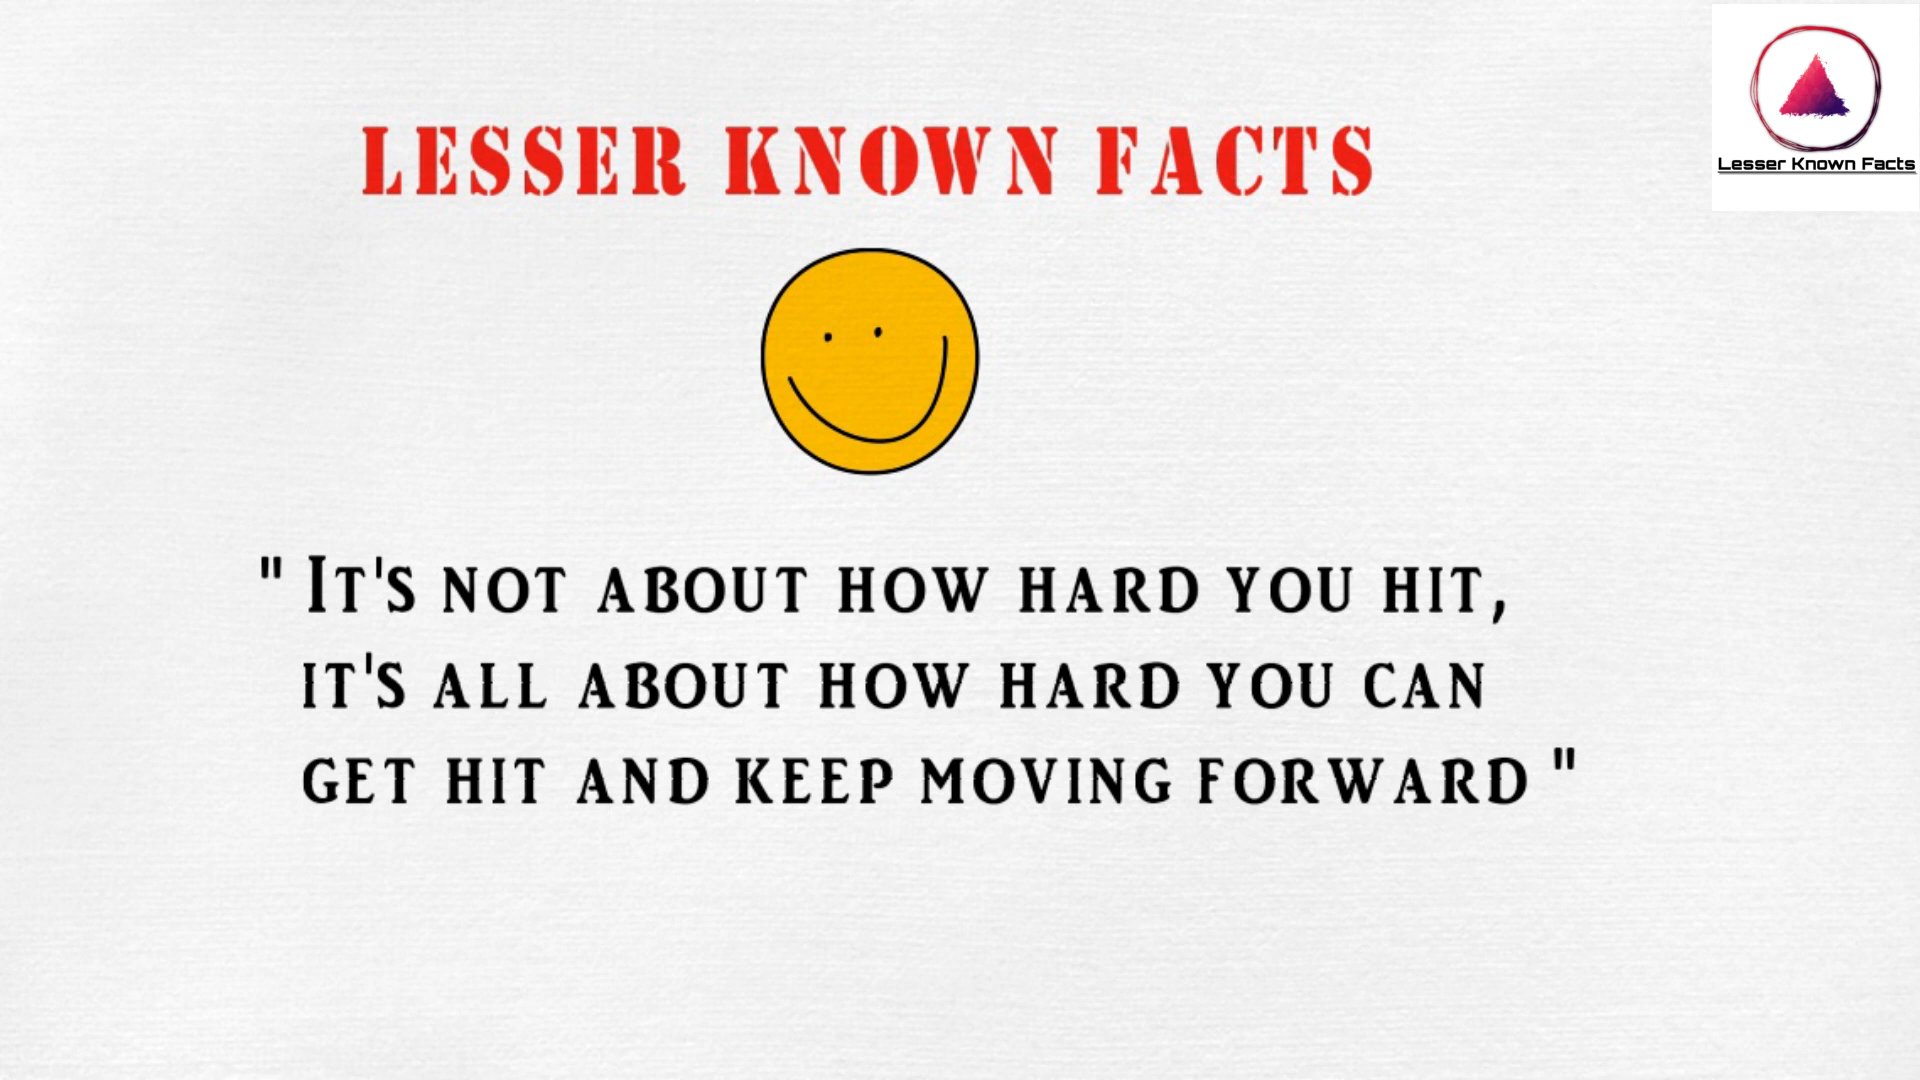 LESSER KNOWN FACTS
Lesser Known Facts
" It's not about how hard you hit,
it's all about how hard you can
get hit and keep moving forward "